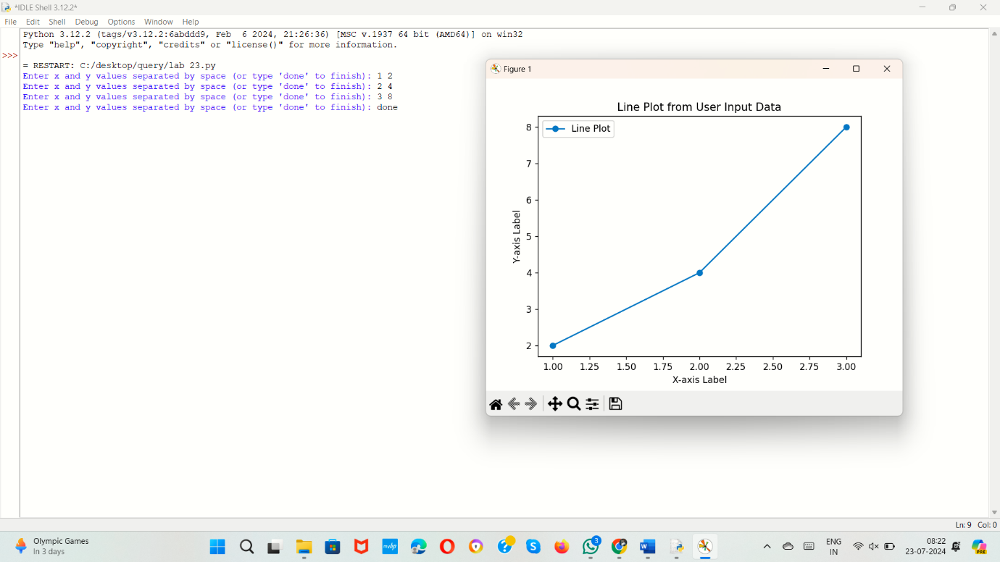 *IDLE Shell 3.12.2*
File Edit Shell Debug Options Window Help
Python 3.12.2 (tags/v3.12.2:6abddd9, Feb  6 2024, 21:26:36) [MSC v.1937 64 bit (AMD64)] on win32
Type "help", "copyright", "credits" or "license()" for more information.
>>>
= RESTART: C:/desktop/query/lab 23.py
Enter x and y values separated by space (or type 'done' to finish): 1 2
Enter x and y values separated by space (or type 'done' to finish): 2 4
Enter x and y values separated by space (or type 'done' to finish): 3 8
Enter x and y values separated by space (or type 'done' to finish): done
Figure 1
Line Plot from User Input Data
Line Plot
8
7
6
5
4
3
2
Y-axis Label
1.00 1.25 1.50 1.75 2.00 2.25 2.50 2.75 3.00
X-axis Label
Ln: 9 Col: 0
Olympic Games
In 3 days
myhp
3
ENG
IN
08:22
23-07-2024
PRE